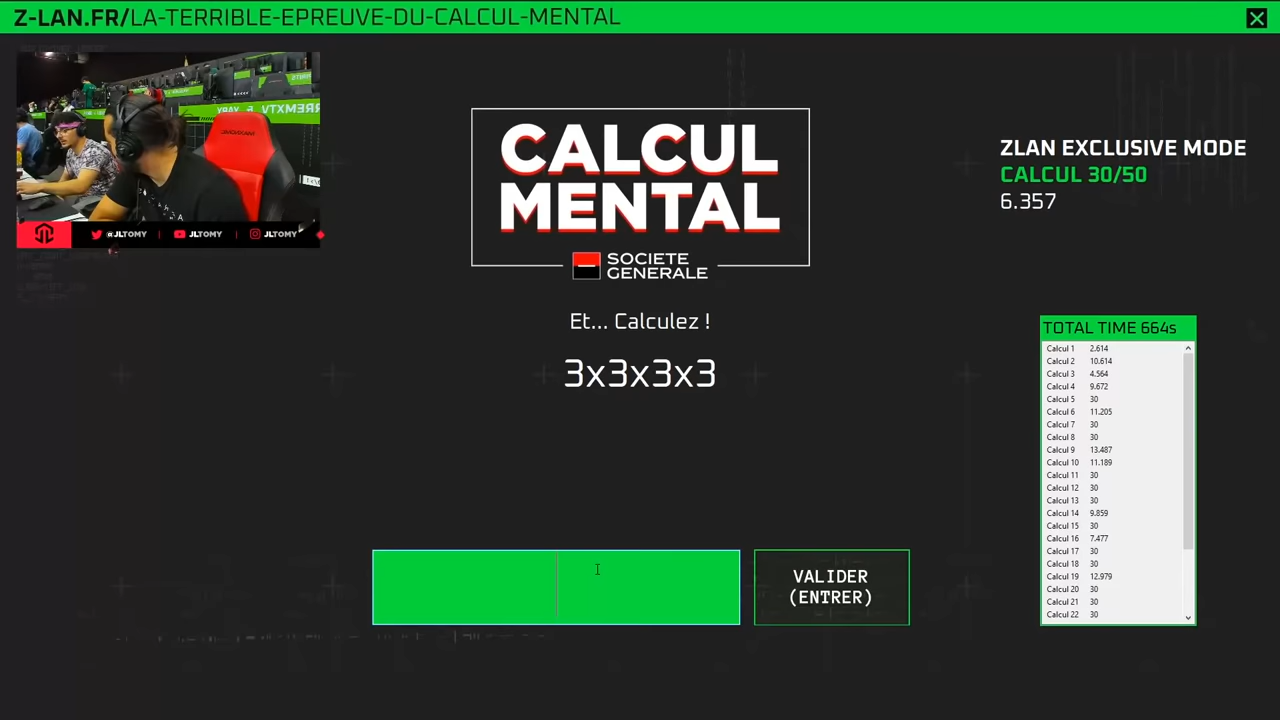 Z-LAN.FR/LA-TERRIBLE-EPREUVE-DU-CALCUL-MENTAL
@JLTOMY
JLTOMY
JLTOMY
CALCUL
MENTAL
SOCIETE
GENERALE
Et... Calculez !
3x3x3x3
VALIDER
(ENTRER)
ZLAN EXCLUSIVE MODE
CALCUL 30/50
6.357
TOTAL TIME 664s
Calcul 1 2.614
Calcul 2 10.614
Calcul 3 4.564
Calcul 4 9.672
Calcul 5 30
Calcul 6 11.205
Calcul 7 30
Calcul 8 30
Calcul 9 13.487
Calcul 10 11.189
Calcul 11 30
Calcul 12 30
Calcul 13 30
Calcul 14 9.859
Calcul 15 30
Calcul 16 7.477
Calcul 17 30
Calcul 18 30
Calcul 19 12.979
Calcul 20 30
Calcul 21 30
Calcul 22 30